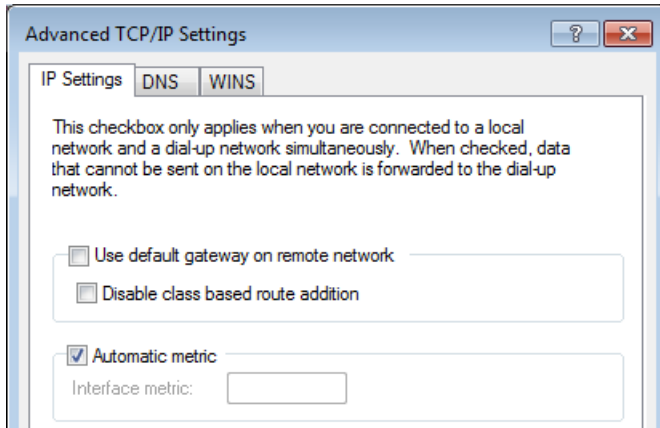 Advanced TCP/IP Settings
IP Settings DNS WINS
This checkbox only applies when you are connected to a local
network and a dial-up network simultaneously. When checked, data
that cannot be sent on the local network is forwarded to the dial-up
network.
Use default gateway on remote network
Disable class based route addition
Automatic metric
Interface metric: